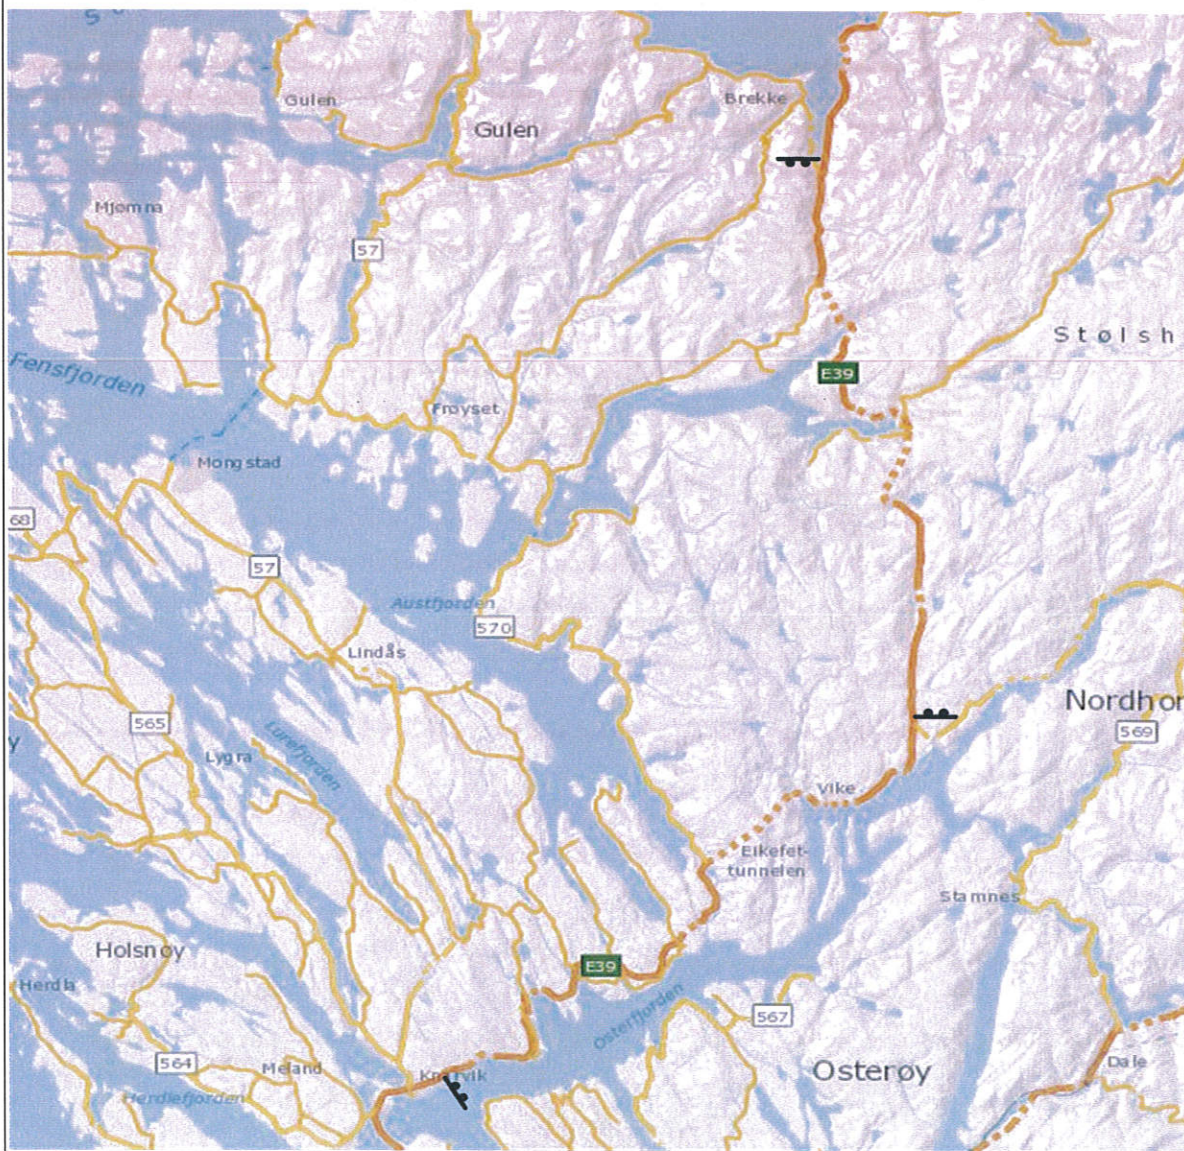 Gulen
Gulen
Brekke
Mjømna
57
Stølsh
Fensfjorden
E39
Frøyset
Mongstad
68
57
Austfjorden
570
Lindås
Nordhor
565
569
y
Lygra
Lurefjorden
Vike
Eikefet-
tunnelen
Stamnes
Holsnøy
E39
Herdla
Osterfjorden
567
564
Meland
Osterøy
Dale
Herdlefjorden